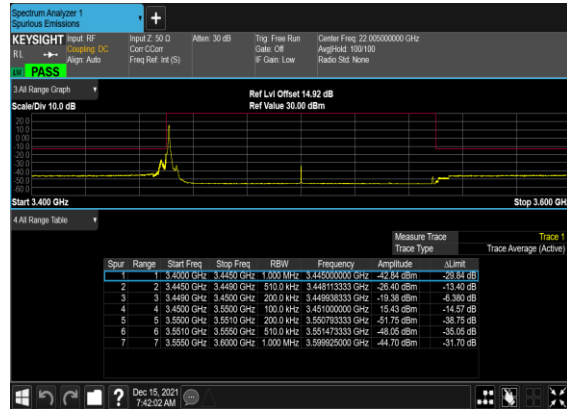 Spectrum Analyzer 1
Spurious Emissions
+
KEYSIGHT Input: RF Input Z: 50 Ω Atten: 30 dB Trig: Free Run Center Freq: 22.005000000 GHz
RL Coupling: DC Corr CCorr Gate: Off Avg|Hold: 100/100
Align: Auto Freq Ref: Int (S) IF Gain: Low Radio Std: None
PASS
3 All Range Graph
Ref Lvl Offset 14.92 dB
Scale/Div 10.0 dB Ref Value 30.00 dBm
20.0
10.0
0.00
-10.0
-20.0
-30.0
-40.0
-50.0
-60.0
Start 3.400 GHz Stop 3.600 GH
4 All Range Table
Measure Trace Trace 1
Trace Type Trace Average (Active)
Spur Range Start Freq Stop Freq RBW Frequency Amplitude ΔLimit
1 1 3.4000 GHz 3.4450 GHz 1.000 MHz 3.445000000 GHz -42.84 dBm -29.84 dB
2 2 3.4450 GHz 3.4490 GHz 510.0 kHz 3.448113333 GHz -26.40 dBm -13.40 dB
3 3 3.4490 GHz 3.4500 GHz 200.0 kHz 3.449938333 GHz -19.38 dBm -6.380 dB
4 4 3.4500 GHz 3.5500 GHz 100.0 kHz 3.451000000 GHz 15.43 dBm -14.57 dB
5 5 3.5500 GHz 3.5510 GHz 200.0 kHz 3.550793333 GHz -51.75 dBm -38.75 dB
6 6 3.5510 GHz 3.5550 GHz 510.0 kHz 3.551473333 GHz -48.05 dBm -35.05 dB
7 7 3.5550 GHz 3.6000 GHz 1.000 MHz 3.599925000 GHz -44.70 dBm -31.70 dB
? Dec 15, 2021
7:42:02 AM